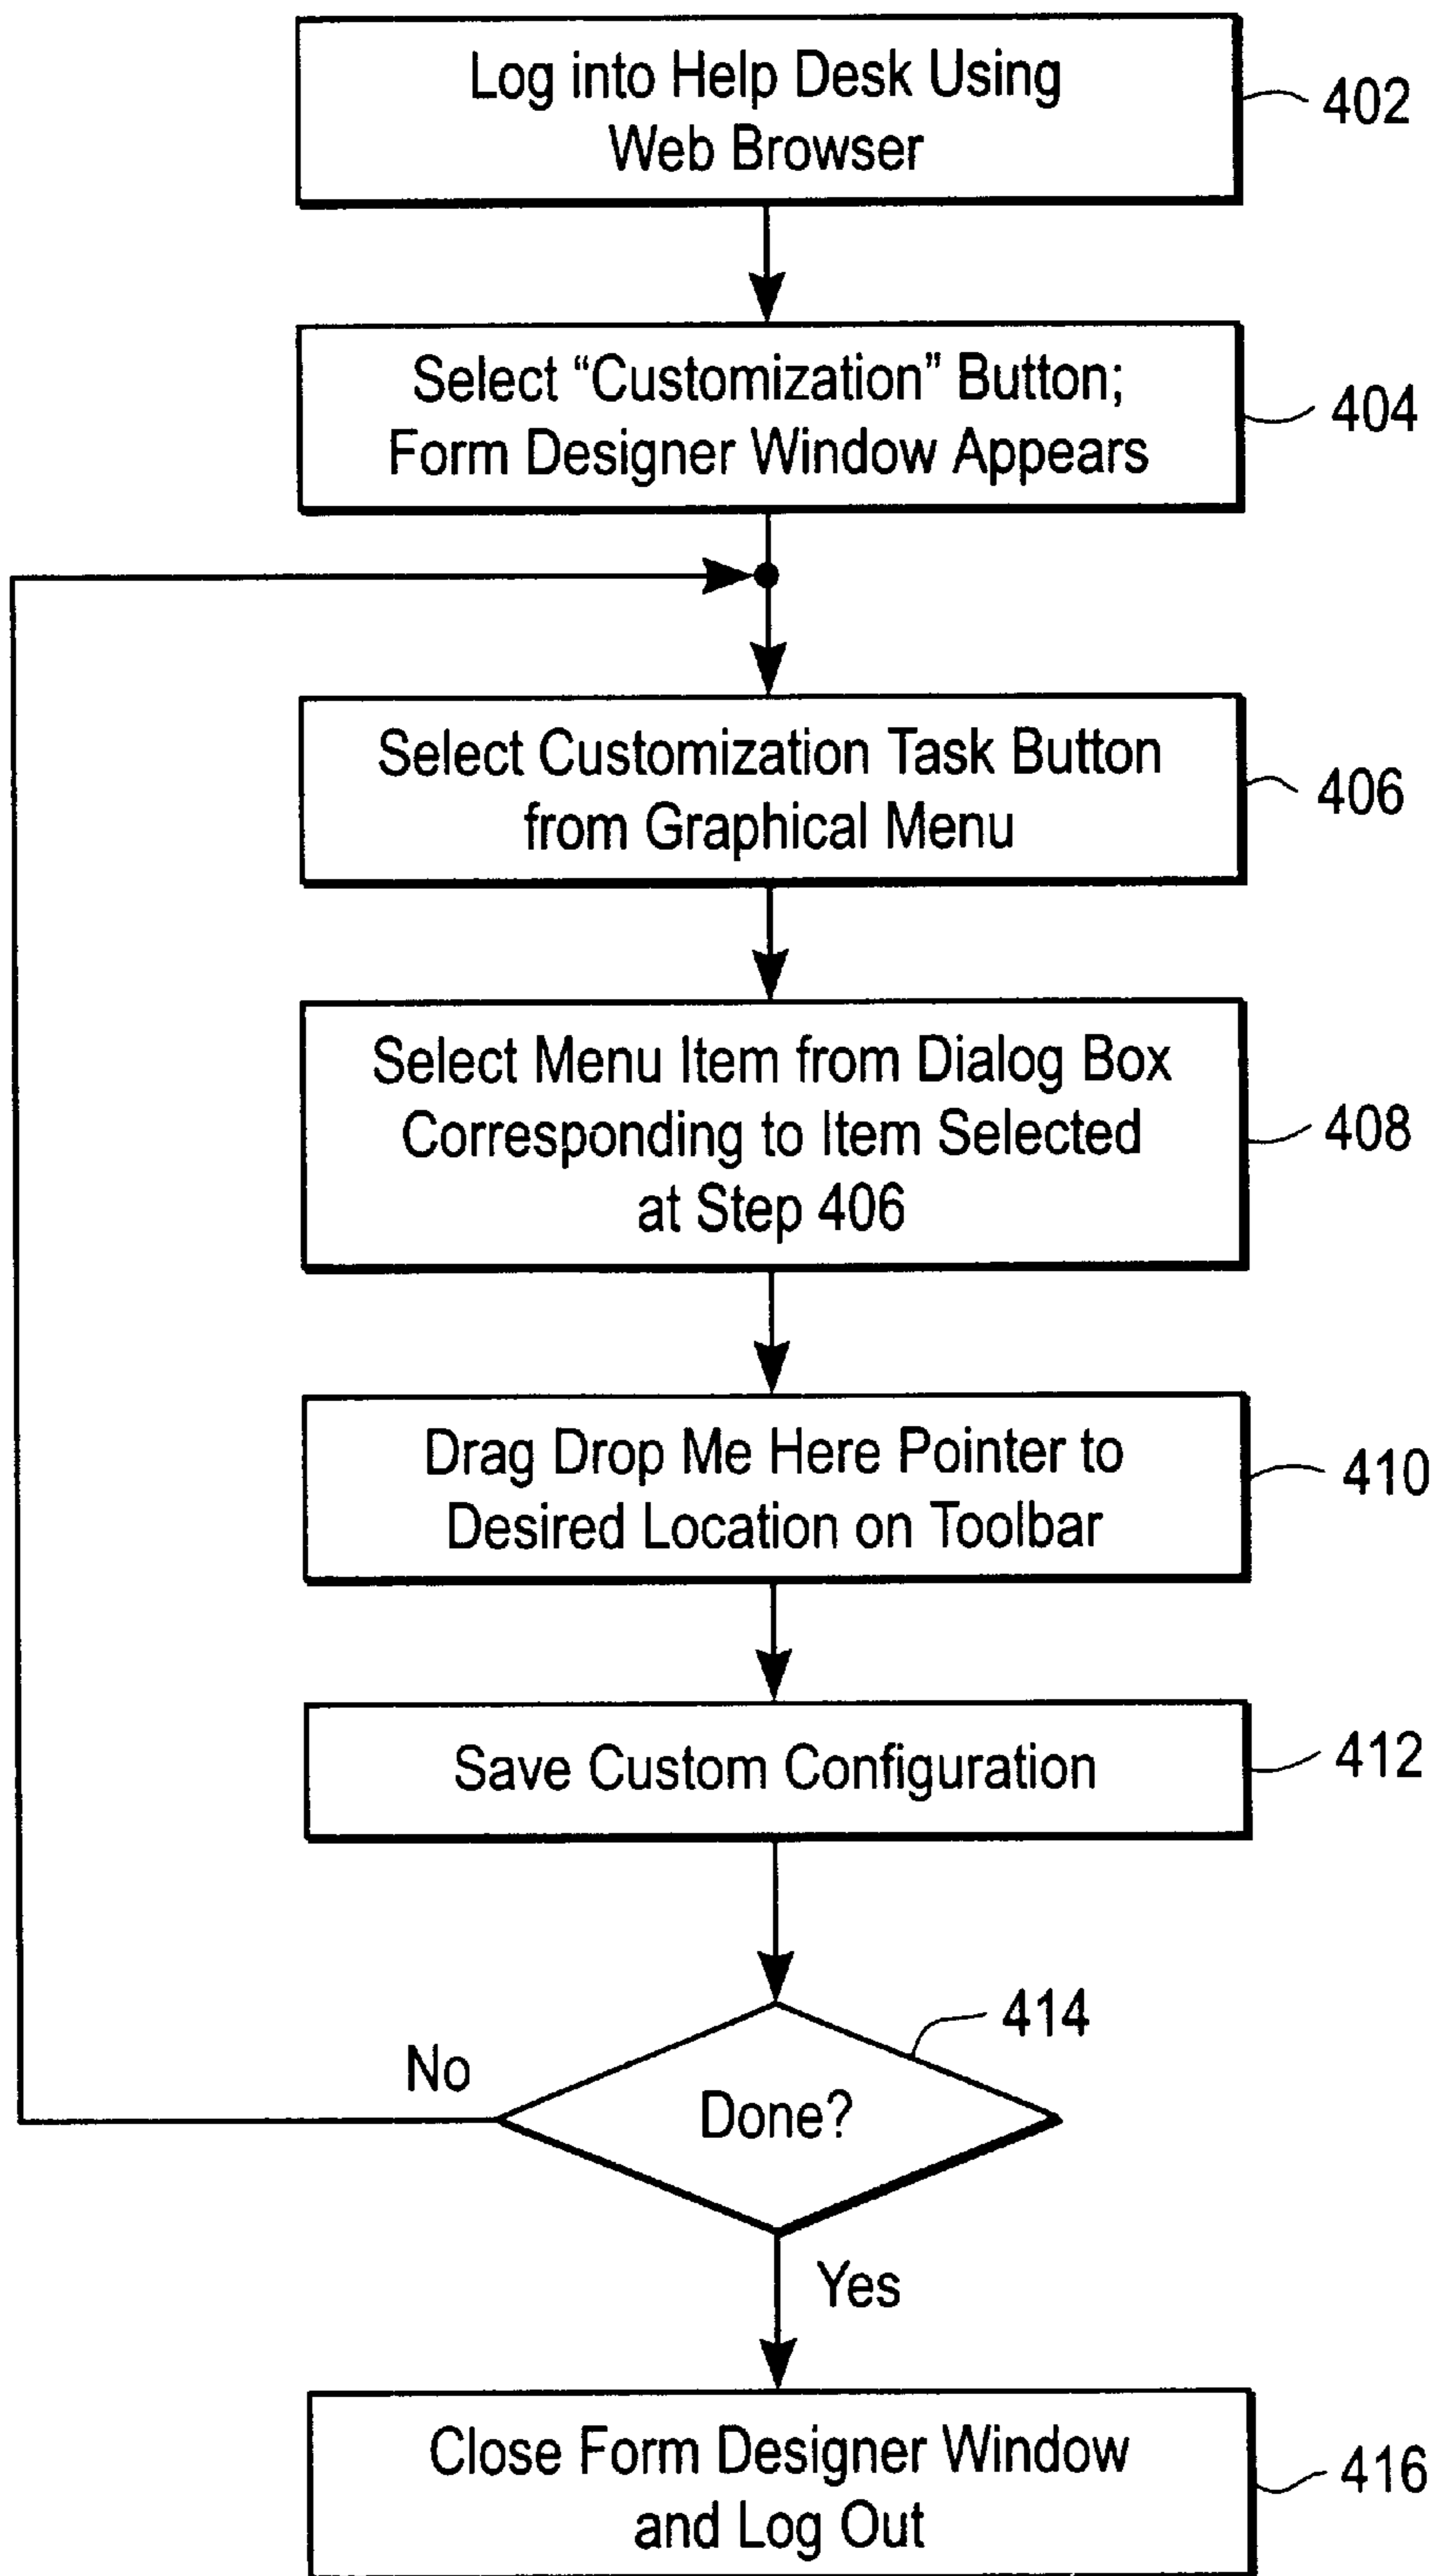 Log into Help Desk Using
Web Browser
402
Select “Customization” Button;
Form Designer Window Appears
404
Select Customization Task Button
from Graphical Menu
406
Select Menu Item from Dialog Box
Corresponding to Item Selected
at Step 406
408
Drag Drop Me Here Pointer to
Desired Location on Toolbar
410
Save Custom Configuration
412
414
No
Done?
Yes
Close Form Designer Window
and Log Out
416